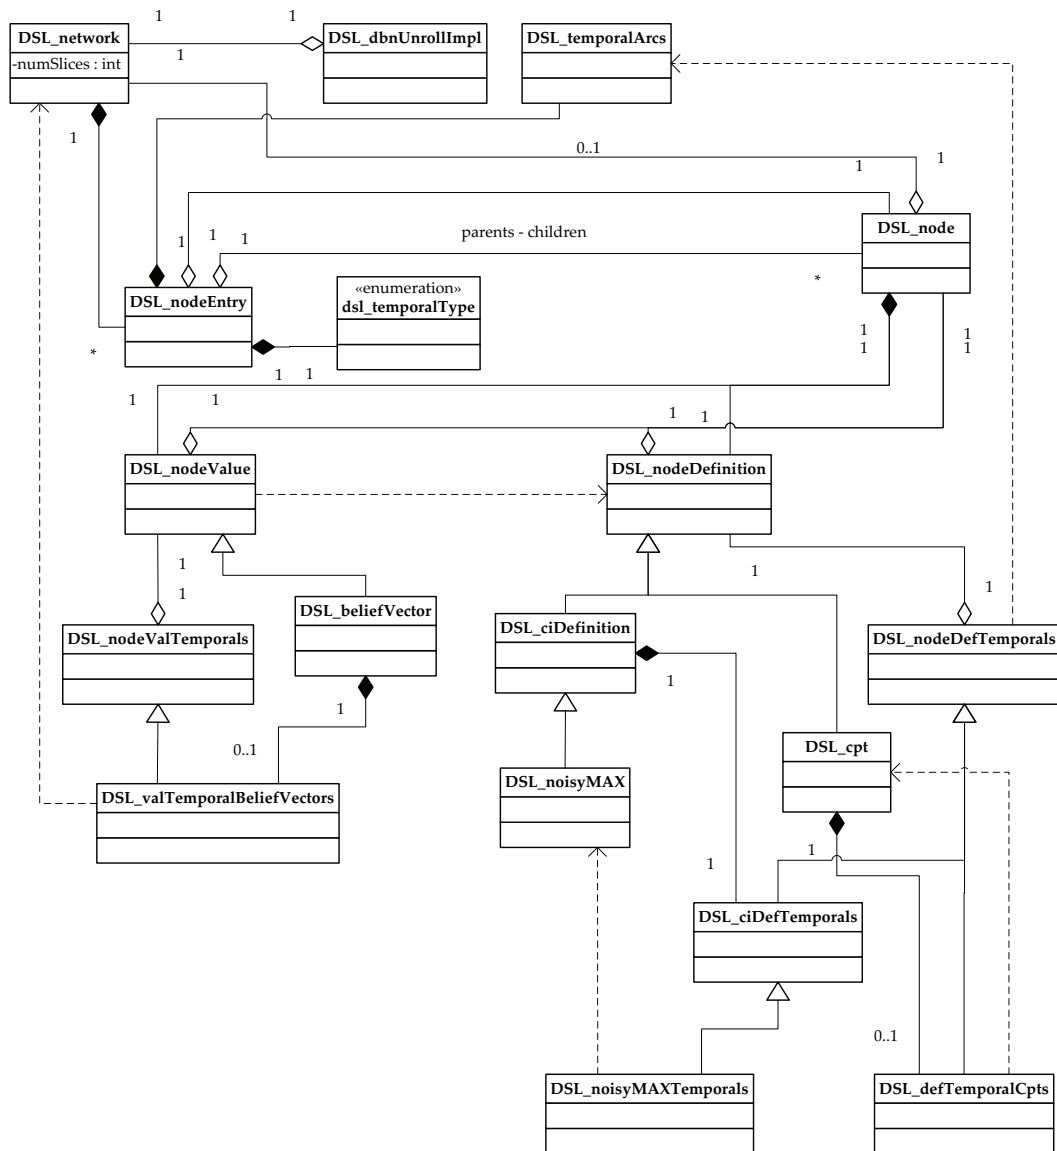 1
1
DSL_network
DSL_dbnUnrollImpl
DSL_temporalArcs
-numSlices : int
1
1
0..1
1
1
DSL_node
parents - children
1
1
1
*
«enumeration»
dsl_temporalType
DSL_nodeEntry
1
1
1
1
*
1
1
1
1
1
1
1
DSL_nodeValue
DSL_nodeDefinition
1
1
1
1
DSL_beliefVector
DSL_ciDefinition
DSL_nodeValTemporals
DSL_nodeDefTemporals
1
1
0..1
DSL_cpt
DSL_noisyMAX
DSL_valTemporalBeliefVectors
1
1
DSL_ciDefTemporals
0..1
DSL_noisyMAXTemporals
DSL_defTemporalCpts